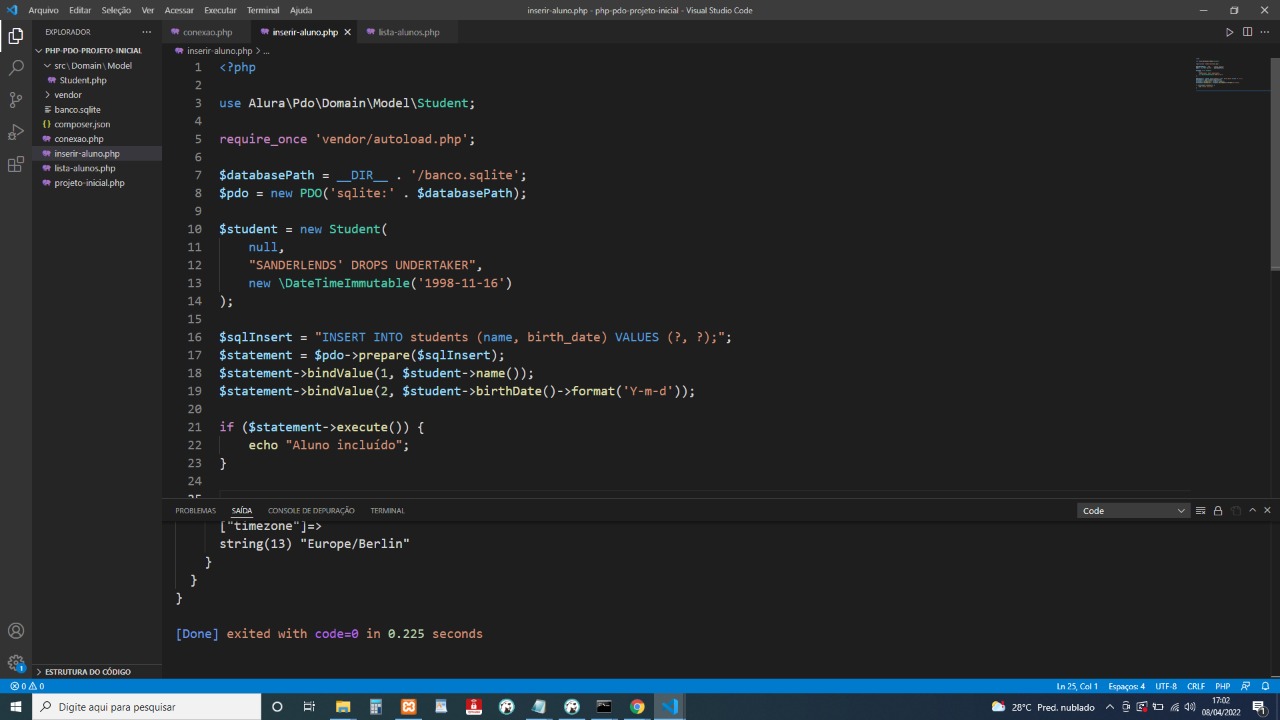 Arquivo Editar Seleção Ver Acessar Executar Terminal Ajuda
inserir-aluno.php - php-pdo-projeto-inicial - Visual Studio Code
EXPLORADOR
PHP-PDO-PROJETO-INICIAL
src\Domain\Model
Student.php
vendor
banco.sqlite
{} composer.json
conexao.php
inserir-aluno.php
lista-alunos.php
projeto-inicial.php
ESTRUTURA DO CÓDIGO
conexao.php inserir-aluno.php lista-alunos.php
inserir-aluno.php > ...
1 <?php
2
3 use Alura\Pdo\Domain\Model\Student;
4
5 require_once 'vendor/autoload.php';
6
7 $databasePath = __DIR__ . '/banco.sqlite';
8 $pdo = new PDO('sqlite:' . $databasePath);
9
10 $student = new Student(
11 null,
12 "SANDERLENDS' DROPS UNDERTAKER",
13 new \DateTimeImmutable('1998-11-16')
14 );
15
16 $sqlInsert = "INSERT INTO students (name, birth_date) VALUES (?, ?);";
17 $statement = $pdo->prepare($sqlInsert);
18 $statement->bindValue(1, $student->name());
19 $statement->bindValue(2, $student->birthDate()->format('Y-m-d'));
20
21 if ($statement->execute()) {
22 echo "Aluno incluído";
23 }
24
25
PROBLEMAS SAÍDA CONSOLE DE DEPURAÇÃO TERMINAL
Code
["timezone"]=>
string(13) "Europe/Berlin"
}
}
}
[Done] exited with code=0 in 0.225 seconds
1
0 0
Ln 25, Col 1 Espaços: 4 UTF-8 CRLF PHP
Digite aqui para pesquisar
28°C Pred. nublado
17:02
08/04/2022
1